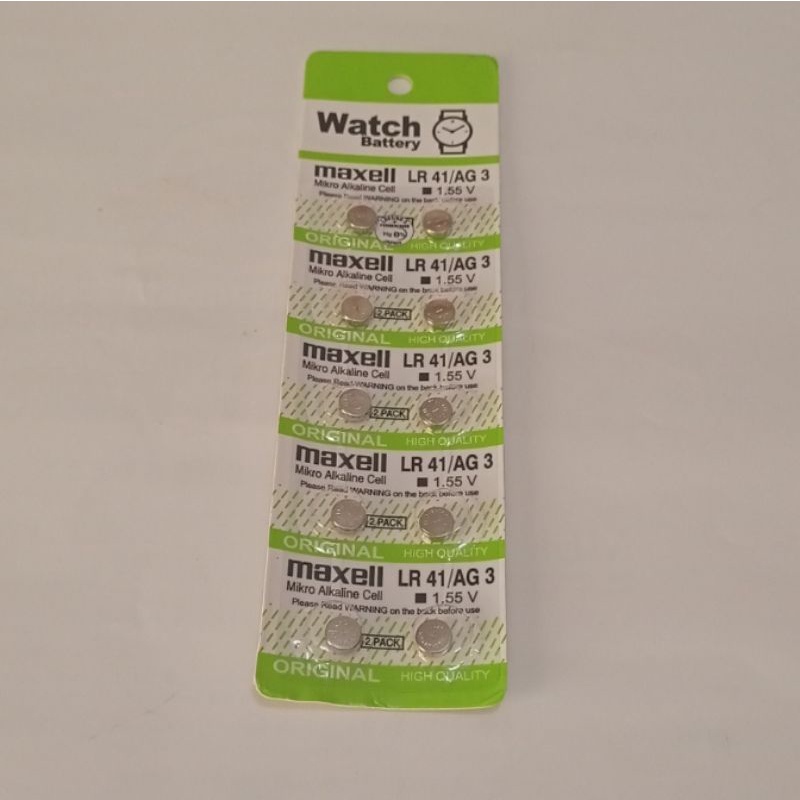 Watch
Battery
maxell LR 41/AG 3
Mikro Alkaline Cell 1.55 V
Please Read WARNING on the back before use
Hg 0%
ORIGINAL HIGH QUALITY
maxell LR 41/AG 3
Mikro Alkaline Cell 1.55 V
Please Read WARNING on the back before use
2.PACK
ORIGINAL HIGH QUALITY
maxell LR 41/AG 3
Mikro Alkaline Cell 1.55 V
Please Read WARNING on the back before use
2.PACK
ORIGINAL HIGH QUALITY
maxell LR 41/AG 3
Mikro Alkaline Cell 1.55 V
Please Read WARNING on the back before use
2.PACK
ORIGINAL HIGH QUALITY
maxell LR 41/AG 3
Mikro Alkaline Cell 1.55 V
Please Read WARNING on the back before use
2.PACK
ORIGINAL HIGH QUALITY